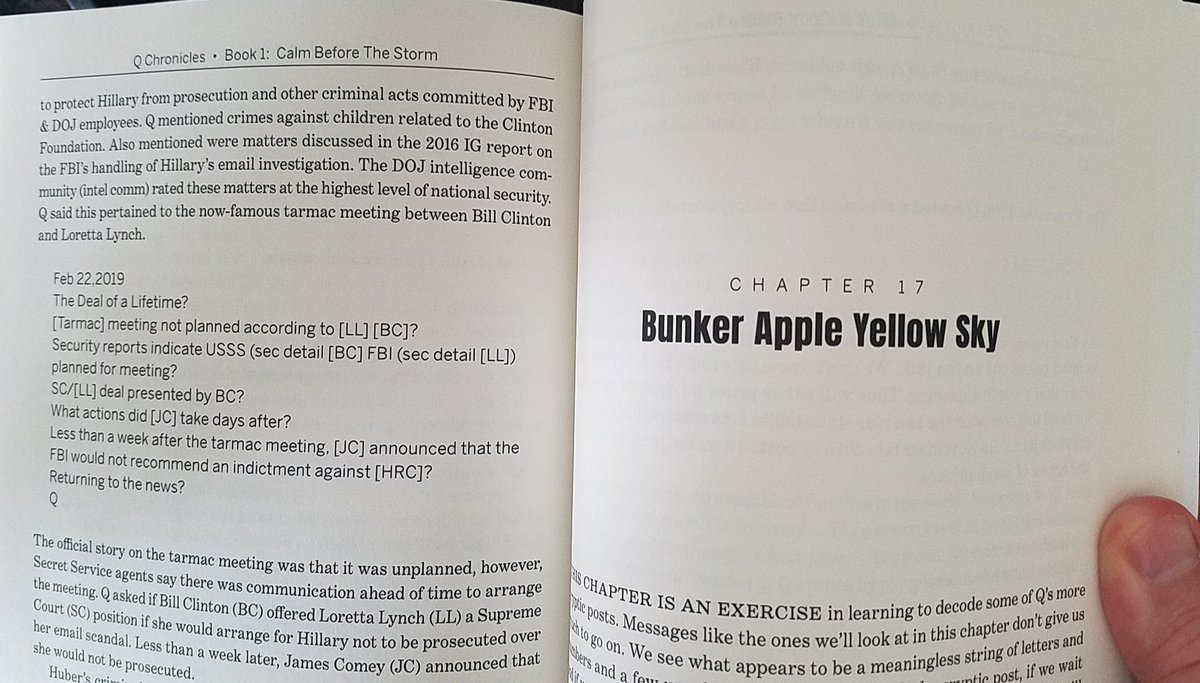 Q Chronicles • Book 1: Calm Before The Storm
to protect Hillary from prosecution and other criminal acts committed by FBI
& DOJ employees. Q mentioned crimes against children related to the Clinton
Foundation. Also mentioned were matters discussed in the 2016 IG report on
the FBI's handling of Hillary's email investigation. The DOJ intelligence com-
munity (intel comm) rated these matters at the highest level of national security.
Q said this pertained to the now-famous tarmac meeting between Bill Clinton
and Loretta Lynch.
Feb 22,2019
The Deal of a Lifetime?
[Tarmac] meeting not planned according to [LL] [BC]?
Security reports indicate USSS (sec detail [BC] FBI (sec detail [LL])
planned for meeting?
SC/[LL] deal presented by BC?
What actions did [JC] take days after?
Less than a week after the tarmac meeting, [JC] announced that the
FBI would not recommend an indictment against [HRC]?
Returning to the news?
Q
The official story on the tarmac meeting was that it was unplanned, however,
Secret Service agents say there was communication ahead of time to arrange
the meeting. Q asked if Bill Clinton (BC) offered Loretta Lynch (LL) a Supreme
Court (SC) position if she would arrange for Hillary not to be prosecuted over
her email scandal. Less than a week later, James Comey (JC) announced that
she would not be prosecuted.
Huber's
CHAPTER 17
Bunker Apple Yellow Sky
CHAPTER IS AN EXERCISE in learning to decode some of Q's more
posts. Messages like the ones we'll look at in this chapter don't give us
to go on. We see what appears to be a meaningless string of letters and
and a few
post, if we wait